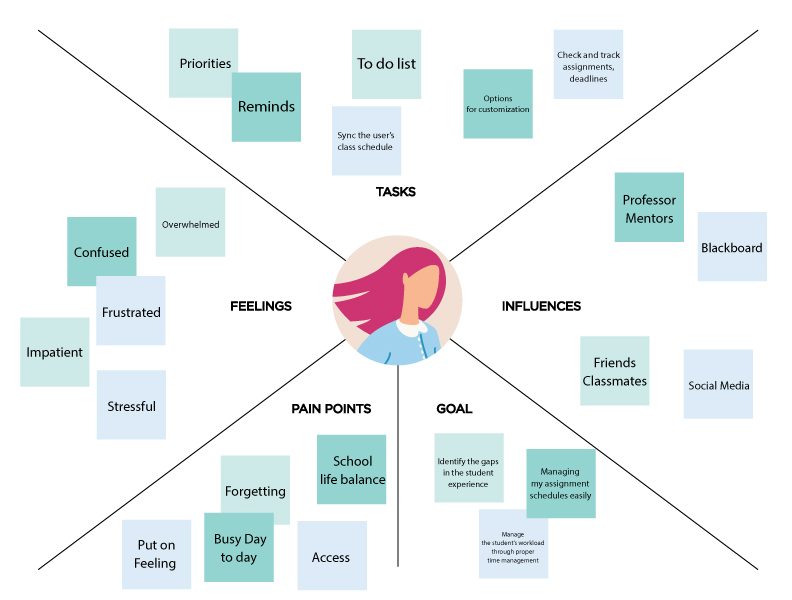 Priorities
Reminds
To do list
Sync the user's
class schedule
Options
for customization
Check and track
assignments,
deadlines
TASKS
Overwhelmed
Confused
Frustrated
Impatient
Stressful
FEELINGS
Professor
Mentors
Blackboard
INFLUENCES
Friends
Classmates
Social Media
PAIN POINTS
School
life balance
Forgetting
Busy Day
to day
Put on
Feeling
Access
GOAL
Identify the gaps
in the student
experience
Managing
my assignment
schedules easily
Manage
the student's workload
through proper
time management